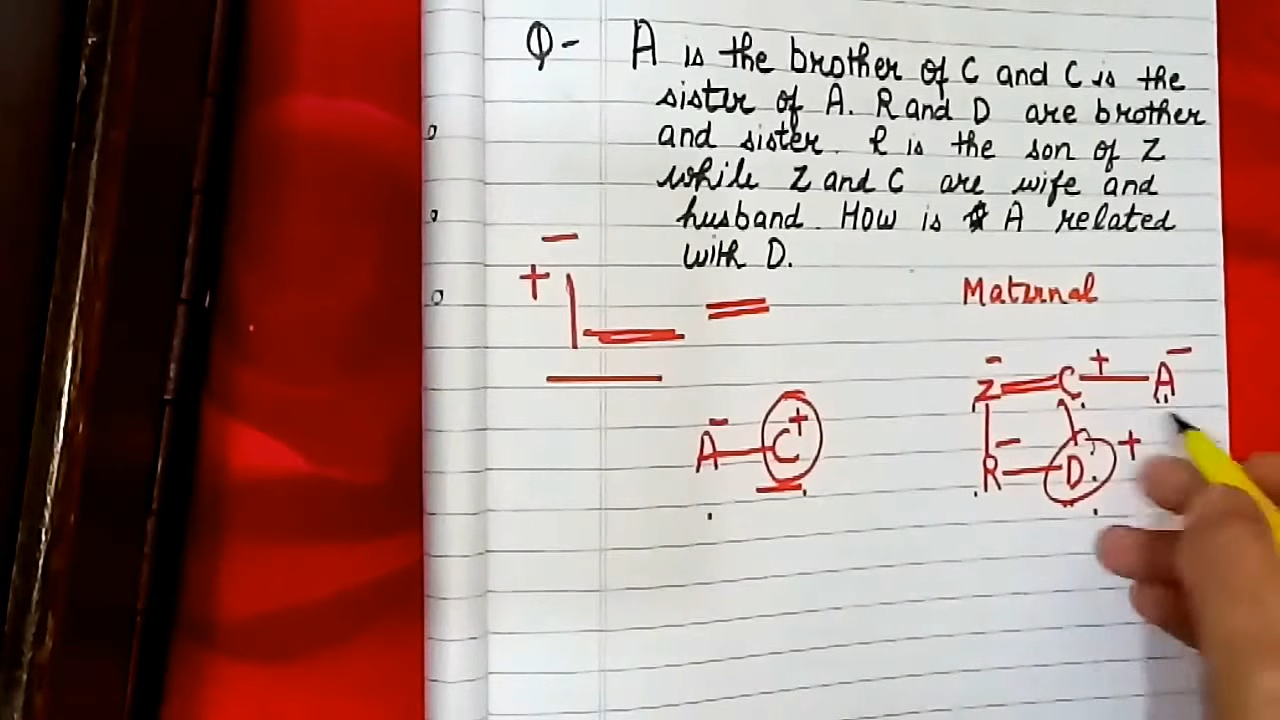 Q- A is the brother of C and C is the
sister of A. R and D are brother
and sister. R is the son of Z
while Z and C are wife and
husband. How is A related
with D.
Maternal
-
+
=
- - + -
Z = C — A
A — C +
R — D +